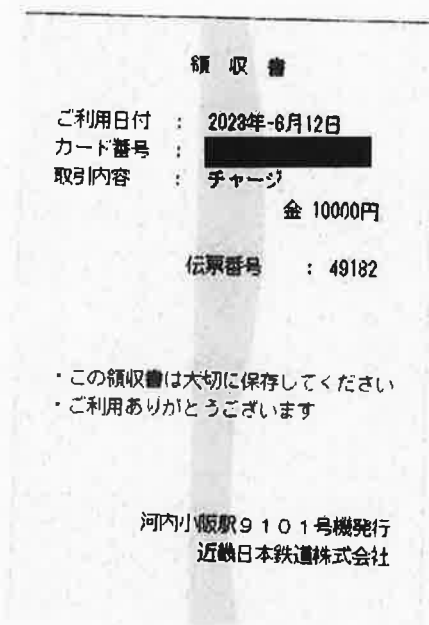 領収書
ご利用日付 : 2023年-6月12日
カード番号 :
取引内容 : チャージ
金 10000円
伝票番号 : 49182
・この領収書は大切に保存してください
・ご利用ありがとうございます
河内小阪駅9101号機発行
近畿日本鉄道株式会社